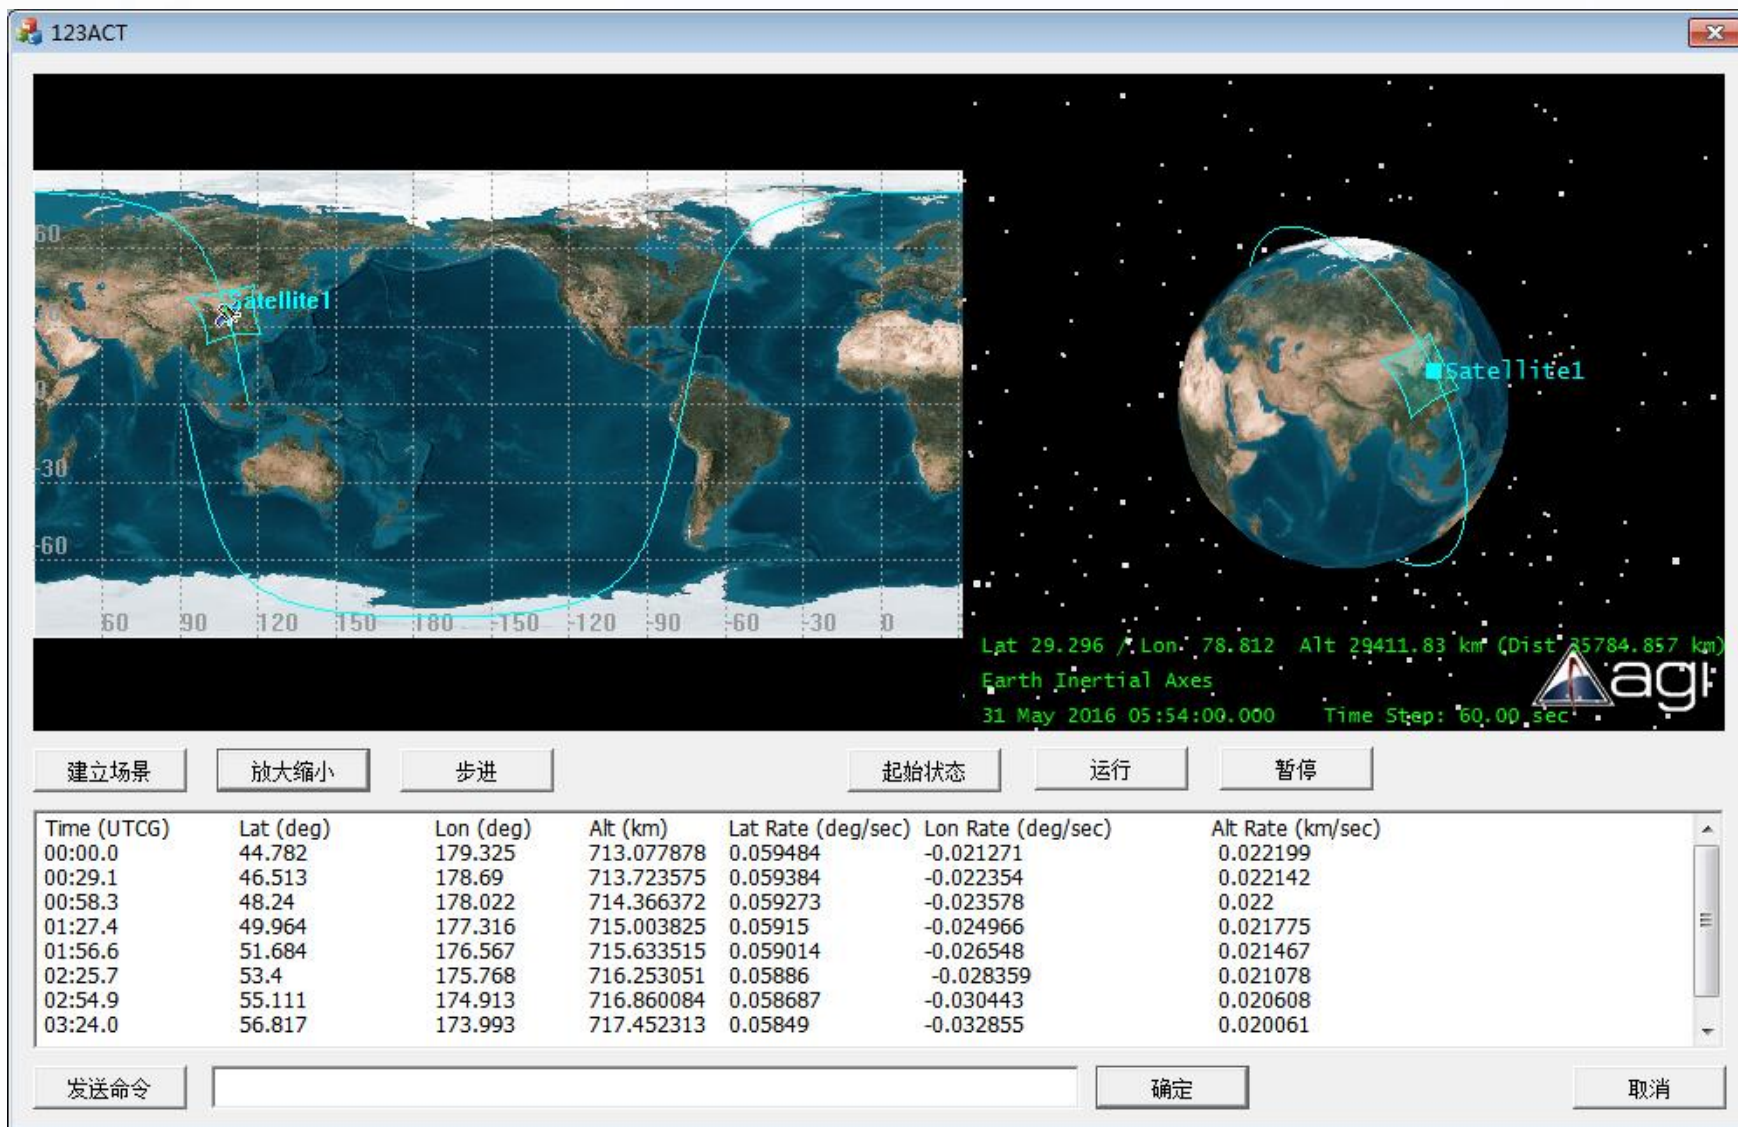 123ACT
60
Satellite1
0
-30
-60
60 90 120 150 180 -150 -120 -90 -60 -30 0
Satellite1
Lat 29.296 / Lon 78.812 Alt 29411.83 km (Dist 35784.857 km)
Earth Inertial Axes
31 May 2016 05:54:00.000 Time Step: 60.00 sec
agi
建立场景 放大缩小 步进 起始状态 运行 暂停
Time (UTCG) Lat (deg) Lon (deg) Alt (km) Lat Rate (deg/sec) Lon Rate (deg/sec) Alt Rate (km/sec)
00:00.0 44.782 179.325 713.077878 0.059484 -0.021271 0.022199
00:29.1 46.513 178.69 713.723575 0.059384 -0.022354 0.022142
00:58.3 48.24 178.022 714.366372 0.059273 -0.023578 0.022
01:27.4 49.964 177.316 715.003825 0.05915 -0.024966 0.021775
01:56.6 51.684 176.567 715.633515 0.059014 -0.026548 0.021467
02:25.7 53.4 175.768 716.253051 0.05886 -0.028359 0.021078
02:54.9 55.111 174.913 716.860084 0.058687 -0.030443 0.020608
03:24.0 56.817 173.993 717.452313 0.05849 -0.032855 0.020061
发送命令 确定 取消